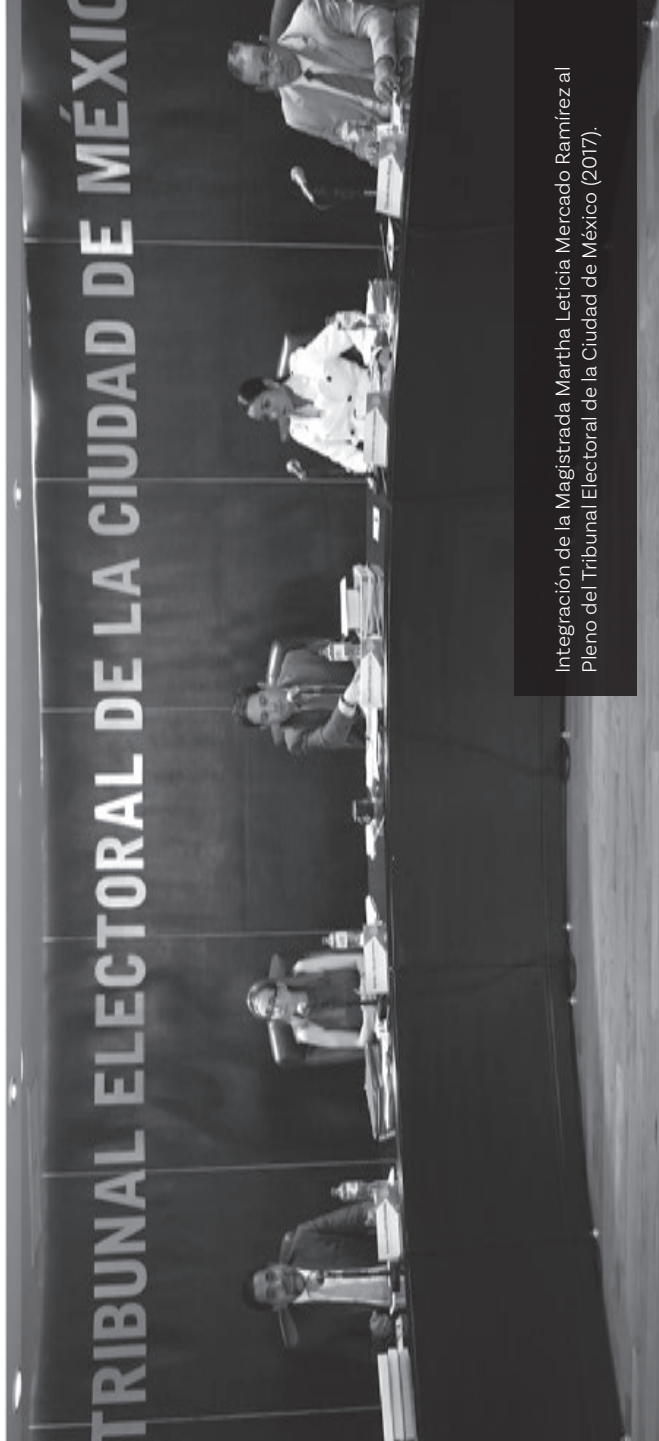 TRIBUNAL ELECTORAL DE LA CIUDAD DE MÉXIC
Integración de la Magistrada Martha Leticia Mercado Ramírez al
Pleno del Tribunal Electoral de la Ciudad de México (2017).